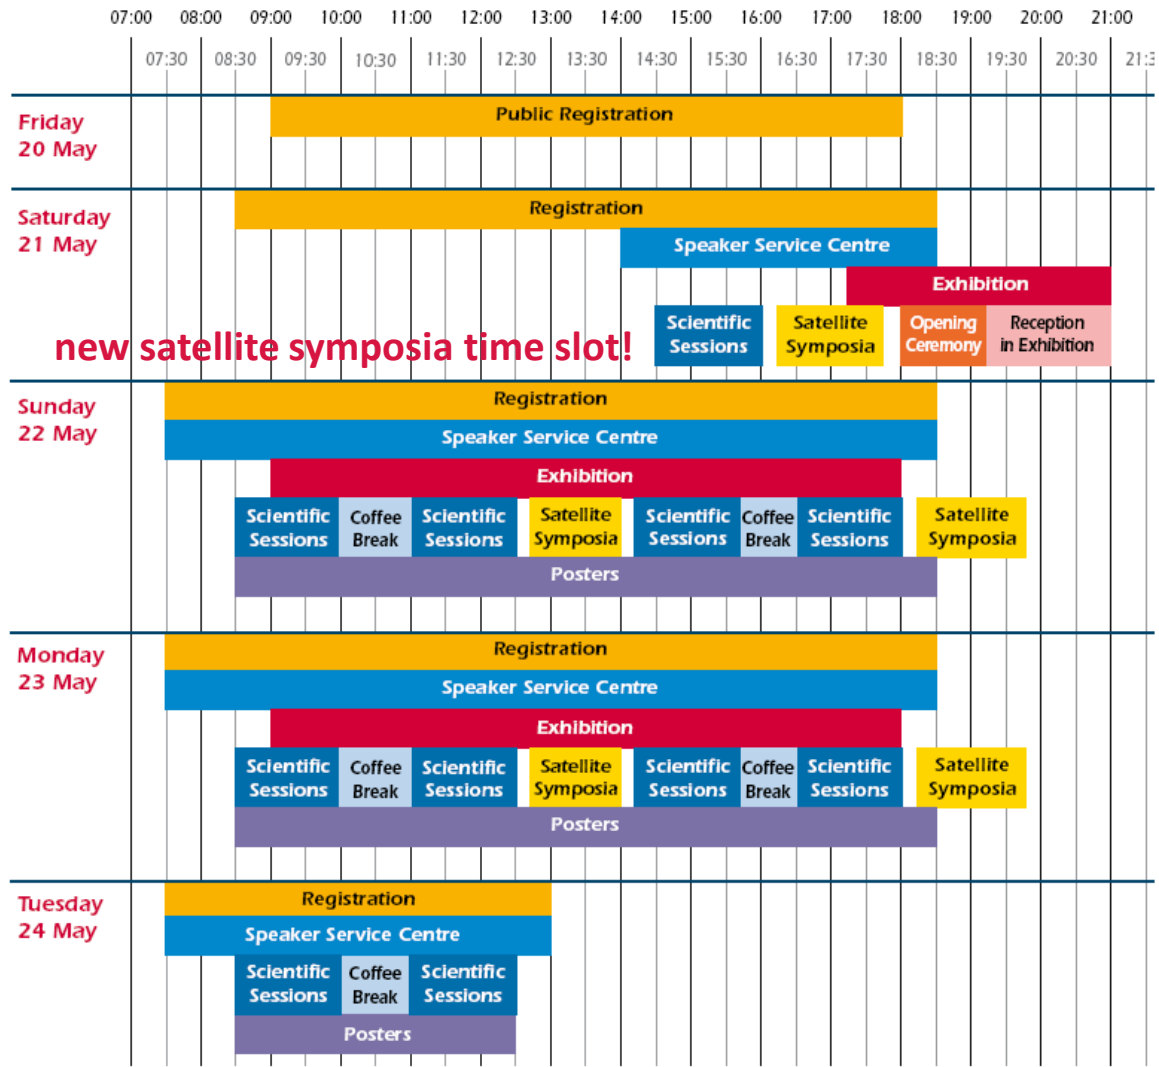 07:00 08:00 09:00 10:00 11:00 12:00 13:00 14:00 15:00 16:00 17:00 18:00 19:00 20:00 21:00
07:30 08:30 09:30 10:30 11:30 12:30 13:30 14:30 15:30 16:30 17:30 18:30 19:30 20:30 21:3
Friday
20 May
Public Registration
Saturday
21 May
Registration
Speaker Service Centre
Exhibition
Scientific
Sessions
Satellite
Symposia
Opening
Ceremony
Reception
in Exhibition
new satellite symposia time slot!
Sunday
22 May
Registration
Speaker Service Centre
Exhibition
Scientific
Sessions
Coffee
Break
Scientific
Sessions
Satellite
Symposia
Scientific
Sessions
Coffee
Break
Scientific
Sessions
Satellite
Symposia
Posters
Monday
23 May
Registration
Speaker Service Centre
Exhibition
Scientific
Sessions
Coffee
Break
Scientific
Sessions
Satellite
Symposia
Scientific
Sessions
Coffee
Break
Scientific
Sessions
Satellite
Symposia
Posters
Tuesday
24 May
Registration
Speaker Service Centre
Scientific
Sessions
Coffee
Break
Scientific
Sessions
Posters